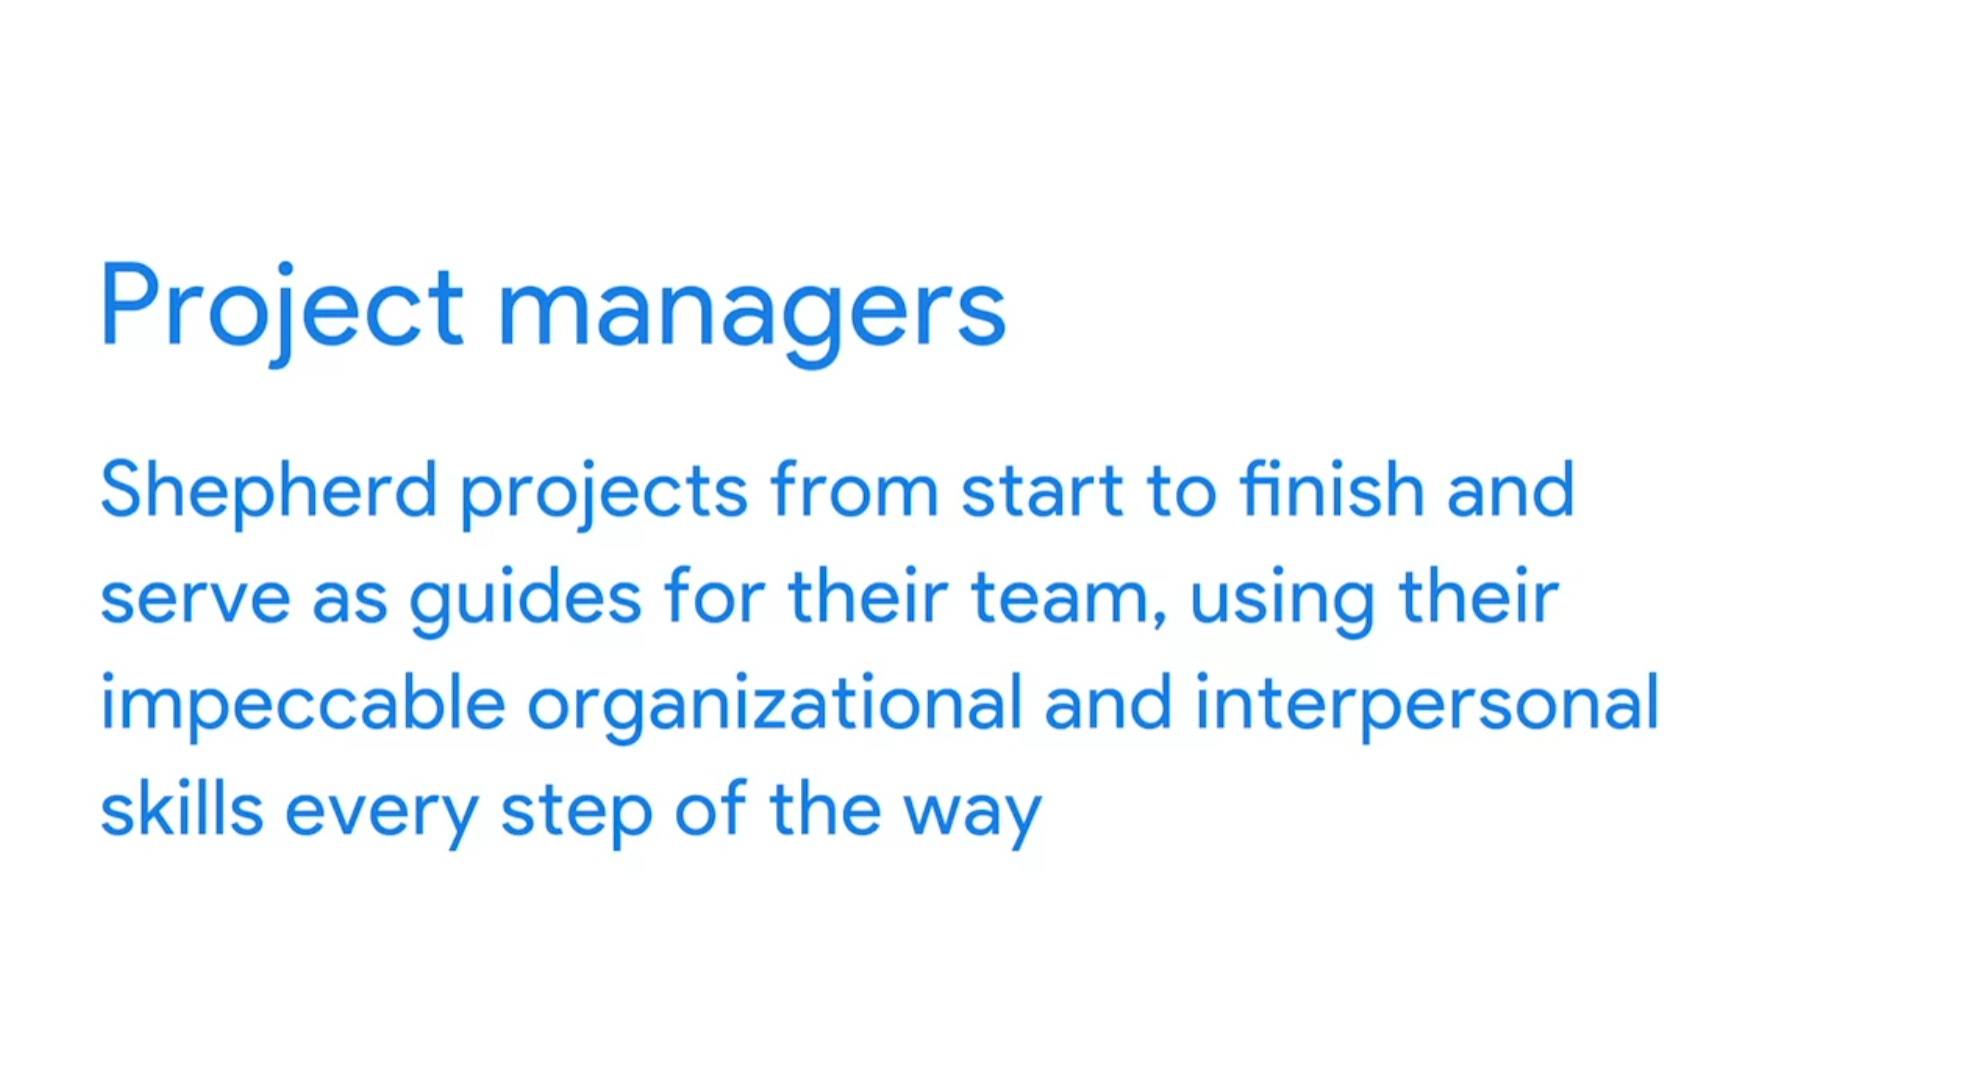 Project managers
Shepherd projects from start to finish and
serve as guides for their team, using their
impeccable organizational and interpersonal
skills every step of the way